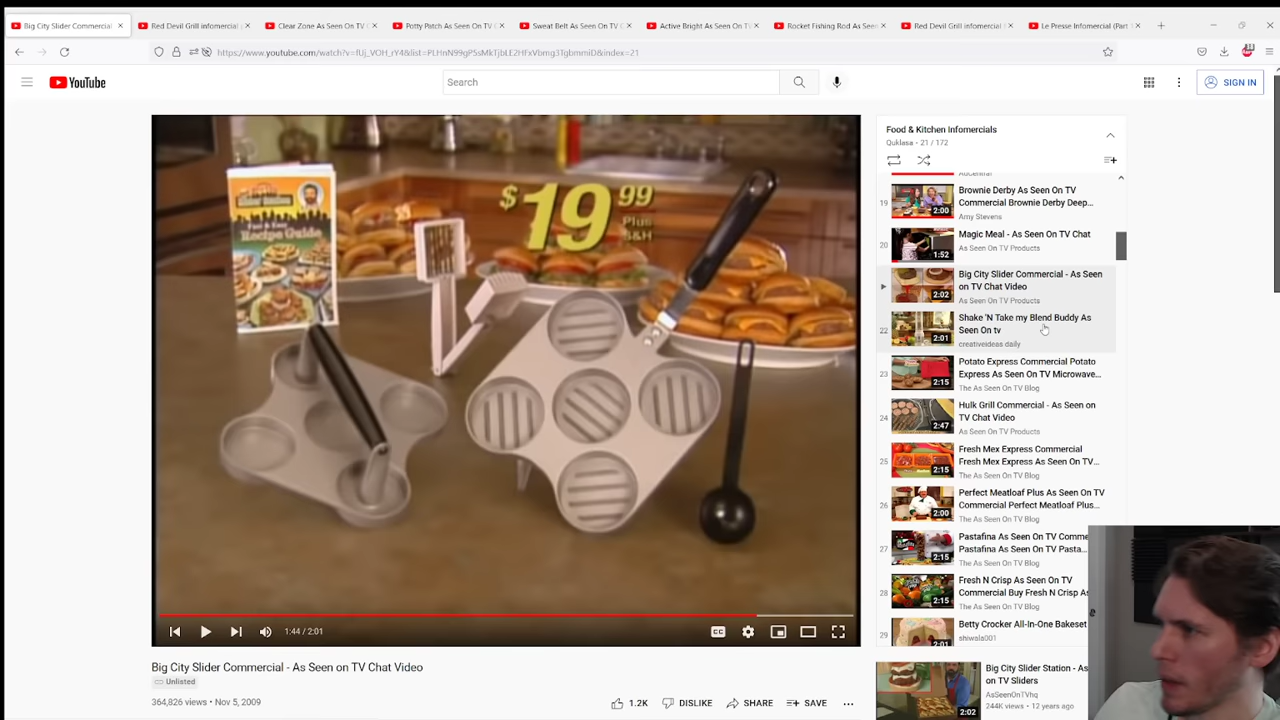 Big City Slider Commercial
Red Devil Grill infomercial
Clear Zone As Seen On TV
Potty Patch As Seen On TV
Sweat Belt As Seen On TV
Active Bright As Seen On TV
Rocket Fishing Rod As Seen
Red Devil Grill infomercial
Le Presse Infomercial (Part
YouTube
Search
SIGN IN
$19 99
Plus
S&H
Recipe Guide
Food & Kitchen Infomercials
Quklasa - 21 / 172
19
Brownie Derby As Seen On TV
Commercial Brownie Derby Deep...
2:00
Amy Stevens
20
Magic Meal - As Seen On TV Chat
As Seen On TV Products
1:52
Big City Slider Commercial - As Seen
on TV Chat Video
2:02
As Seen On TV Products
22
Shake 'N Take my Blend Buddy As
Seen On tv
2:01
creativeideas daily
23
Potato Express Commercial Potato
Express As Seen On TV Microwave...
2:15
The As Seen On TV Blog
24
Hulk Grill Commercial - As Seen on
TV Chat Video
2:47
As Seen On TV Products
25
Fresh Mex Express Commercial
Fresh Mex Express As Seen On TV...
2:15
The As Seen On TV Blog
26
Perfect Meatloaf Plus As Seen On TV
Commercial Perfect Meatloaf Plus...
2:00
The As Seen On TV Blog
27
Pastafina As Seen On TV Comme
Pastafina As Seen On TV Pasta...
2:15
The As Seen On TV Blog
28
Fresh N Crisp As Seen On TV
Commercial Buy Fresh N Crisp As
2:15
The As Seen On TV Blog
29
Betty Crocker All-In-One Bakeset
shiwala001
2:01
1:44 / 2:01
CC
Big City Slider Commercial - As Seen on TV Chat Video
Unlisted
364,826 views • Nov 5, 2009
1.2K
DISLIKE
SHARE
SAVE
Big City Slider Station - As
on TV Sliders
AsSeenOnTVhq
244K views • 12 years ago
2:02